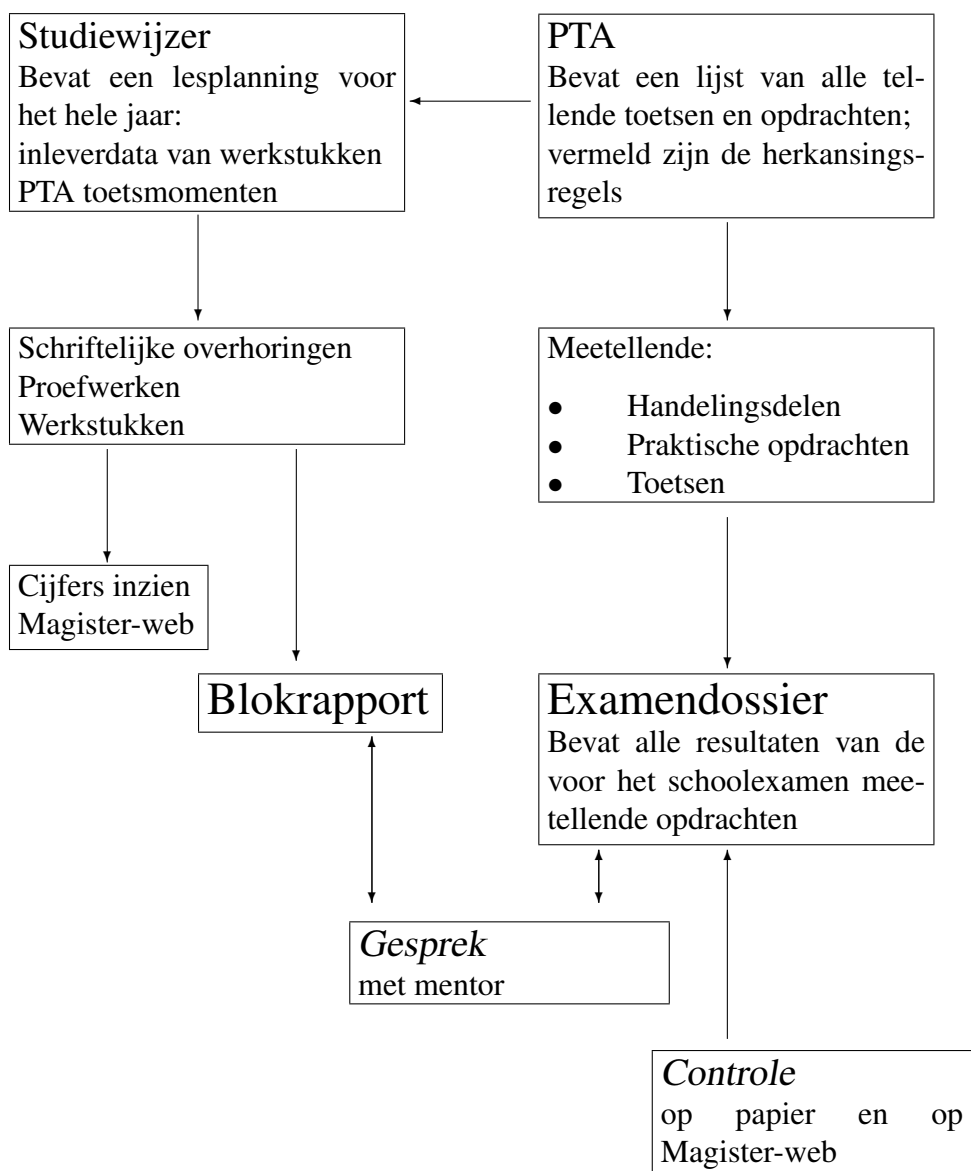 Studiewijzer
Bevat een lesplanning voor
het hele jaar:
inleverdata van werkstukken
PTA toetsmomenten
PTA
Bevat een lijst van alle tel-
lende toetsen en opdrachten;
vermeld zijn de herkansings-
regels
Schriftelijke overhoringen
Proefwerken
Werkstukken
Meetellende:
• Handelingsdelen
• Praktische opdrachten
• Toetsen
Cijfers inzien
Magister-web
Blokrapport
Examendossier
Bevat alle resultaten van de
voor het schoolexamen mee-
tellende opdrachten
Gesprek
met mentor
Controle
op papier en op
Magister-web